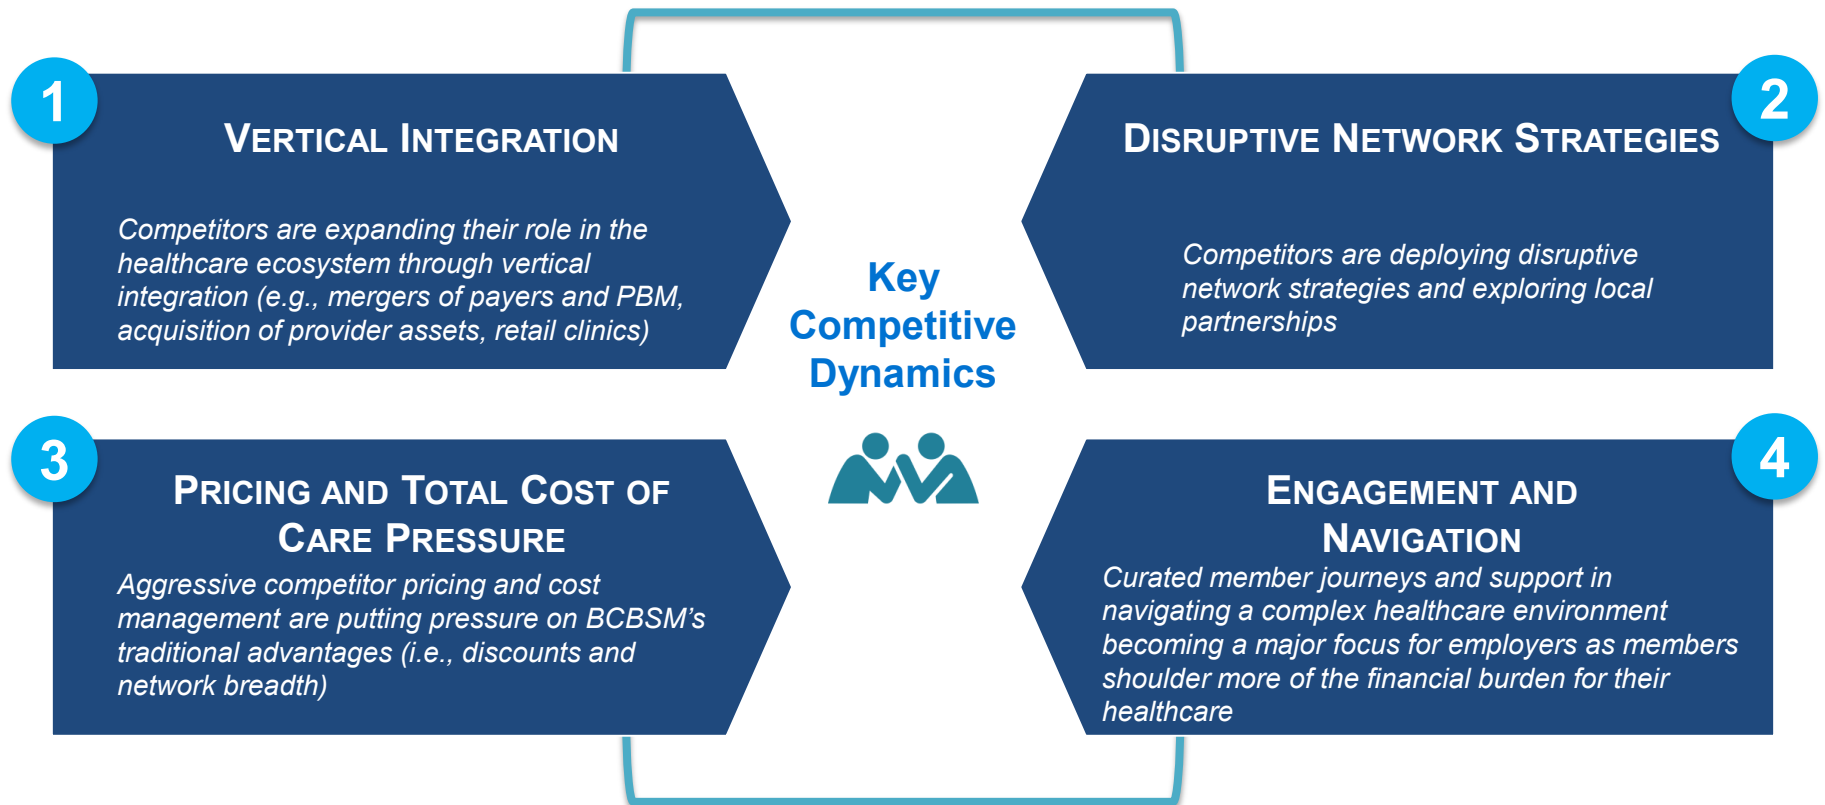 1
VERTICAL INTEGRATION
Competitors are expanding their role in the
healthcare ecosystem through vertical
integration (e.g., mergers of payers and PBM,
acquisition of provider assets, retail clinics)
2
DISRUPTIVE NETWORK STRATEGIES
Competitors are deploying disruptive
network strategies and exploring local
partnerships
Key
Competitive
Dynamics
3
PRICING AND TOTAL COST OF
CARE PRESSURE
Aggressive competitor pricing and cost
management are putting pressure on BCBSM’s
traditional advantages (i.e., discounts and
network breadth)
4
ENGAGEMENT AND
NAVIGATION
Curated member journeys and support in
navigating a complex healthcare environment
becoming a major focus for employers as members
shoulder more of the financial burden for their
healthcare